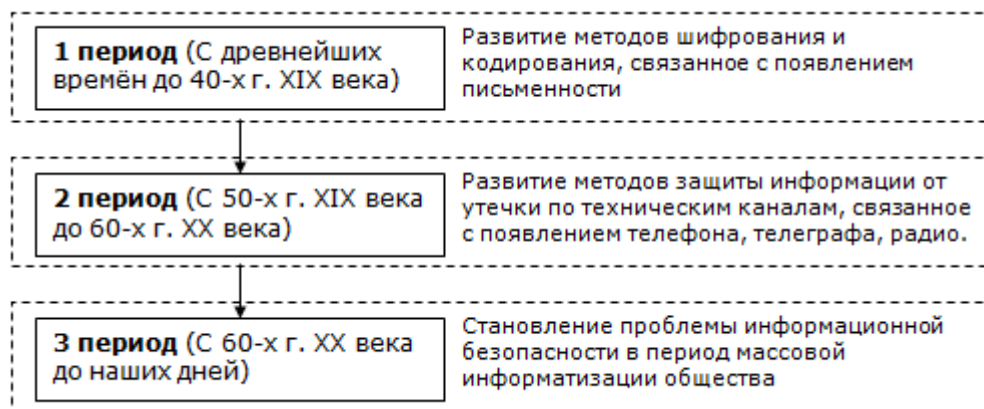 1 период (С древнейших
времён до 40-х г. XIX века)
Развитие методов шифрования и
кодирования, связанное с появлением
письменности
2 период (С 50-х г. XIX века
до 60-х г. XX века)
Развитие методов защиты информации от
утечки по техническим каналам, связанное
с появлением телефона, телеграфа, радио.
3 период (С 60-х г. XX века
до наших дней)
Становление проблемы информационной
безопасности в период массовой
информатизации общества